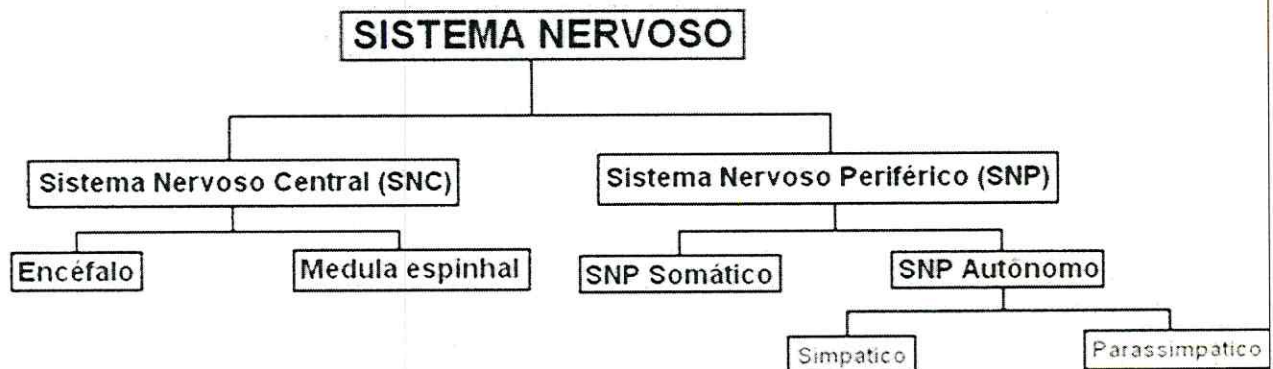 SISTEMA NERVOSO
Sistema Nervoso Central (SNC)
Sistema Nervoso Periférico (SNP)
Encéfalo
Medula espinhal
SNP Somático
SNP Autônomo
Simpatico
Parassimpatico